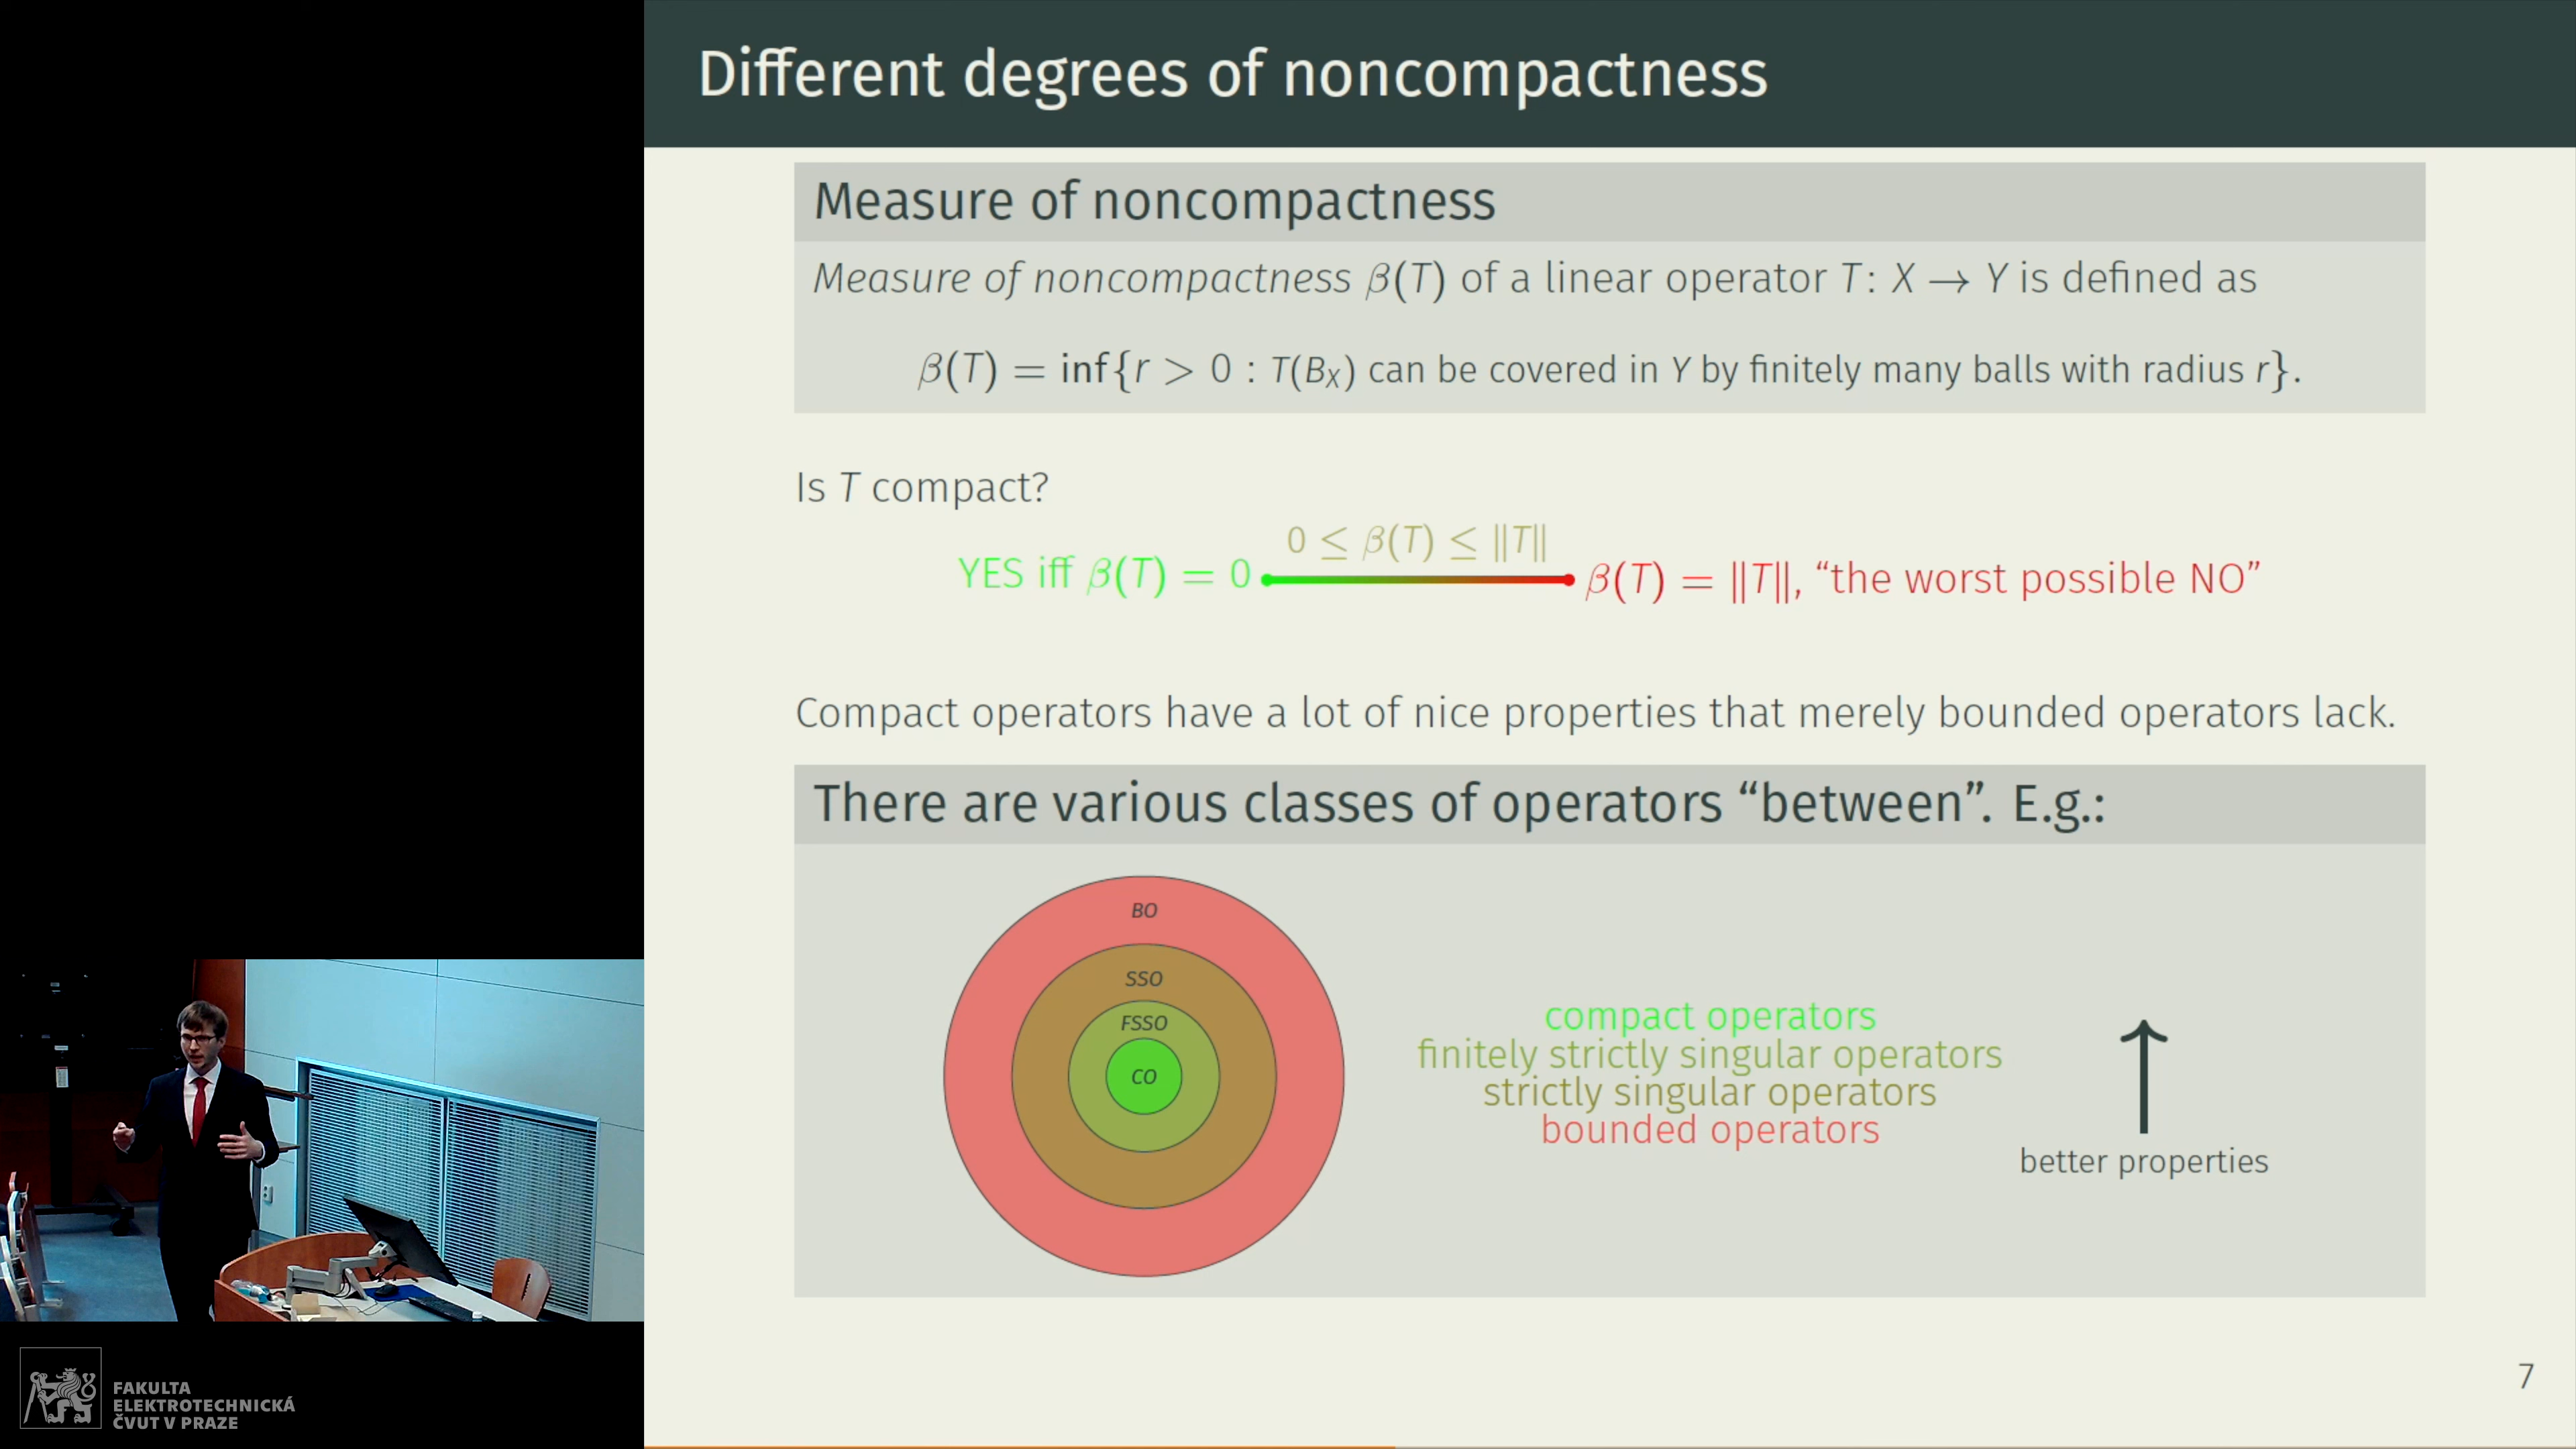 Different degrees of noncompactness
Measure of noncompactness
Measure of noncompactness β(T) of a linear operator T: X → Y is defined as
β(T) = inf{r > 0 : T(B_X) can be covered in Y by finitely many balls with radius r}.
Is T compact?
0 ≤ β(T) ≤ ‖T‖
YES iff β(T) = 0
β(T) = ‖T‖, “the worst possible NO”
Compact operators have a lot of nice properties that merely bounded operators lack.
There are various classes of operators “between”. E.g.:
BO
SSO
FSSO
CO
compact operators
finitely strictly singular operators
strictly singular operators
bounded operators
better properties
7
FAKULTA
ELEKTROTECHNICKÁ
ČVUT V PRAZE